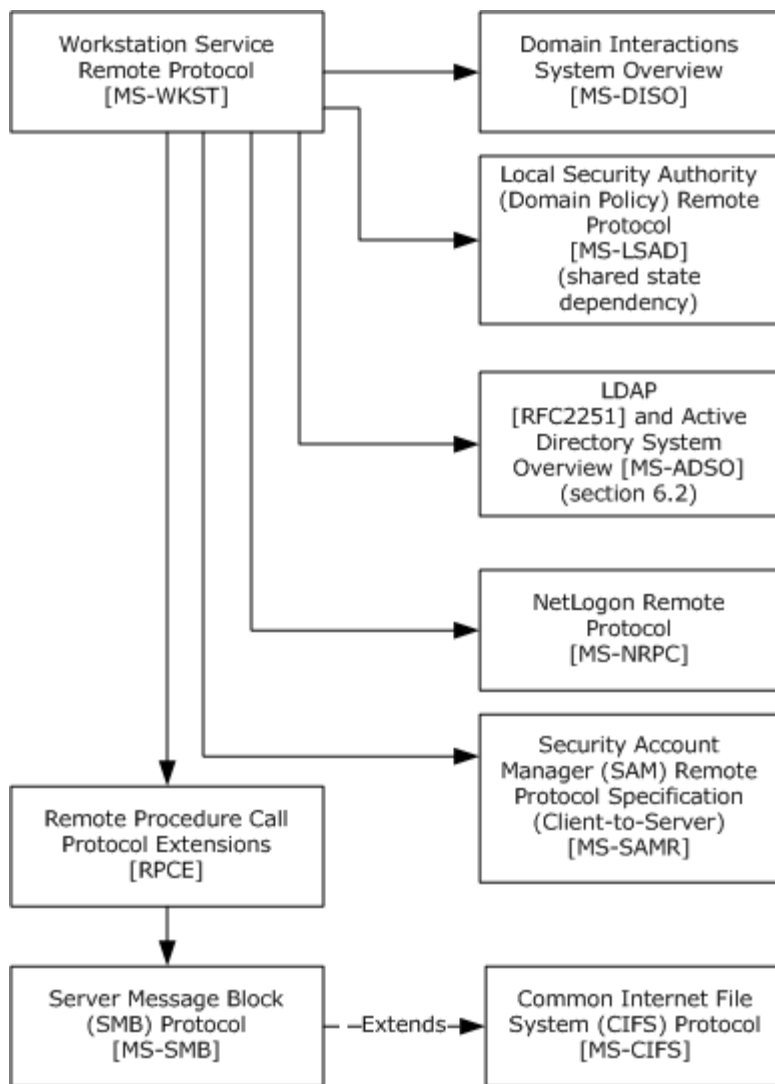 Workstation Service
Remote Protocol
[MS-WKST]
Domain Interactions
System Overview
[MS-DISO]
Local Security Authority
(Domain Policy) Remote
Protocol
[MS-LSAD]
(shared state
dependency)
LDAP
[RFC2251] and Active
Directory System
Overview [MS-ADSO]
(section 6.2)
NetLogon Remote
Protocol
[MS-NRPC]
Security Account
Manager (SAM) Remote
Protocol Specification
(Client-to-Server)
[MS-SAMR]
Remote Procedure Call
Protocol Extensions
[RPCE]
Server Message Block
(SMB) Protocol
[MS-SMB]
Extends
Common Internet File
System (CIFS) Protocol
[MS-CIFS]